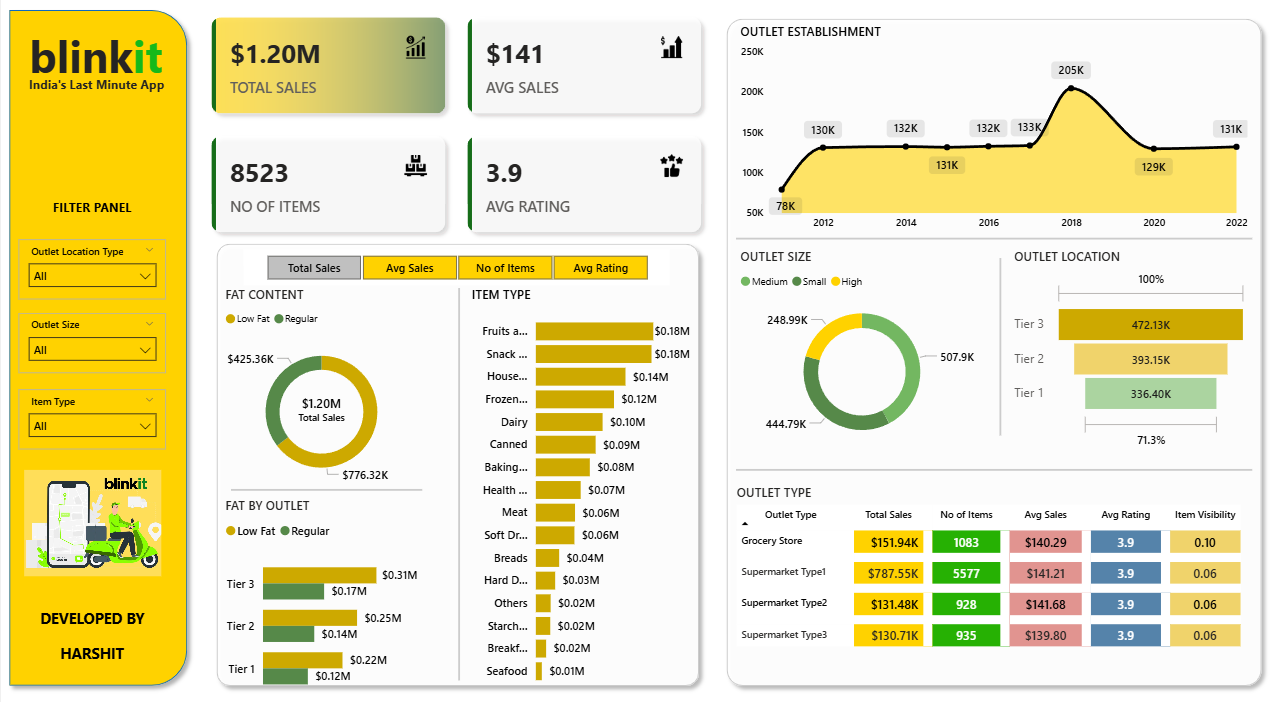 blinkit
India's Last Minute App
FILTER PANEL
Outlet Location Type
All
Outlet Size
All
Item Type
All
blinkit
DEVELOPED BY
HARSHIT
$1.20M
TOTAL SALES
$141
AVG SALES
8523
NO OF ITEMS
3.9
AVG RATING
Total Sales
Avg Sales
No of Items
Avg Rating
FAT CONTENT
Low Fat Regular
$425.36K
$1.20M
Total Sales
$776.32K
FAT BY OUTLET
Low Fat Regular
Tier 3 $0.31M
$0.17M
Tier 2 $0.25M
$0.14M
Tier 1 $0.22M
$0.12M
ITEM TYPE
Fruits a... $0.18M
Snack ... $0.18M
House... $0.14M
Frozen... $0.12M
Dairy $0.10M
Canned $0.09M
Baking... $0.08M
Health ... $0.07M
Meat $0.06M
Soft Dr... $0.06M
Breads $0.04M
Hard D... $0.03M
Others $0.02M
Starch... $0.02M
Breakf... $0.02M
Seafood $0.01M
OUTLET ESTABLISHMENT
250K
200K
150K
100K
50K
78K
130K
132K
131K
132K
133K
205K
129K
131K
2012 2014 2016 2018 2020 2022
OUTLET SIZE
Medium Small High
248.99K
507.9K
444.79K
OUTLET LOCATION
100%
Tier 3 472.13K
Tier 2 393.15K
Tier 1 336.40K
71.3%
OUTLET TYPE
Outlet Type Total Sales No of Items Avg Sales Avg Rating Item Visibility
Grocery Store $151.94K 1083 $140.29 3.9 0.10
Supermarket Type1 $787.55K 5577 $141.21 3.9 0.06
Supermarket Type2 $131.48K 928 $141.68 3.9 0.06
Supermarket Type3 $130.71K 935 $139.80 3.9 0.06